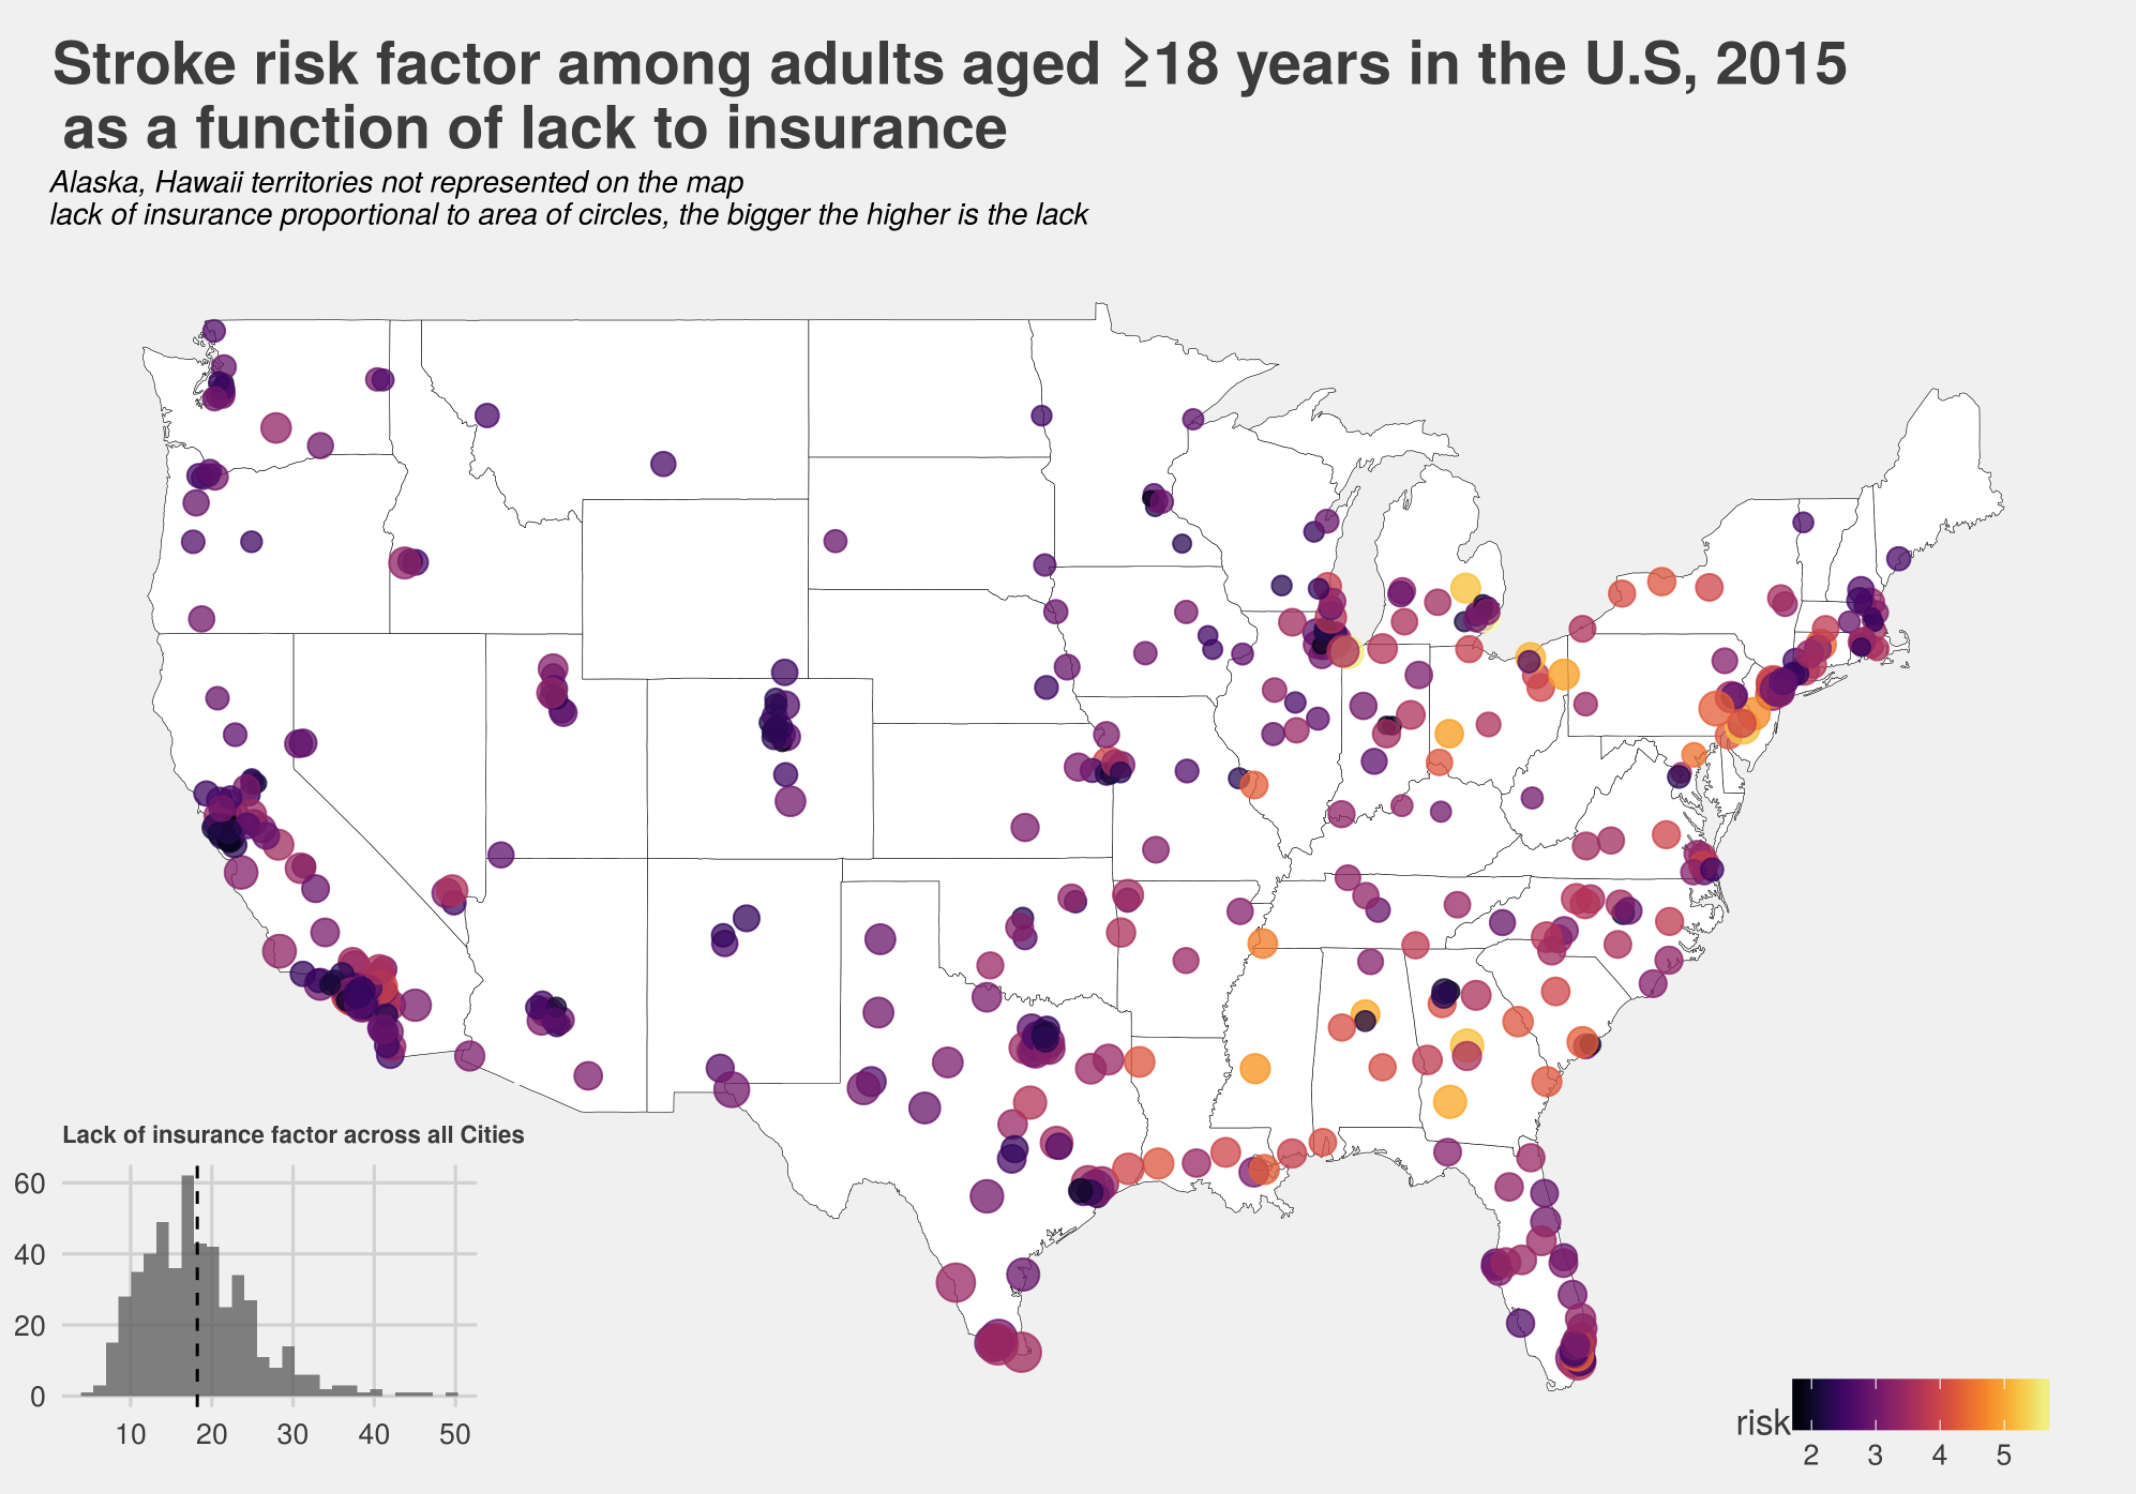 Stroke risk factor among adults aged ≥18 years in the U.S, 2015
as a function of lack to insurance
Alaska, Hawaii territories not represented on the map
lack of insurance proportional to area of circles, the bigger the higher is the lack
Lack of insurance factor across all Cities
60
40
20
0
10 20 30 40 50
risk
2 3 4 5